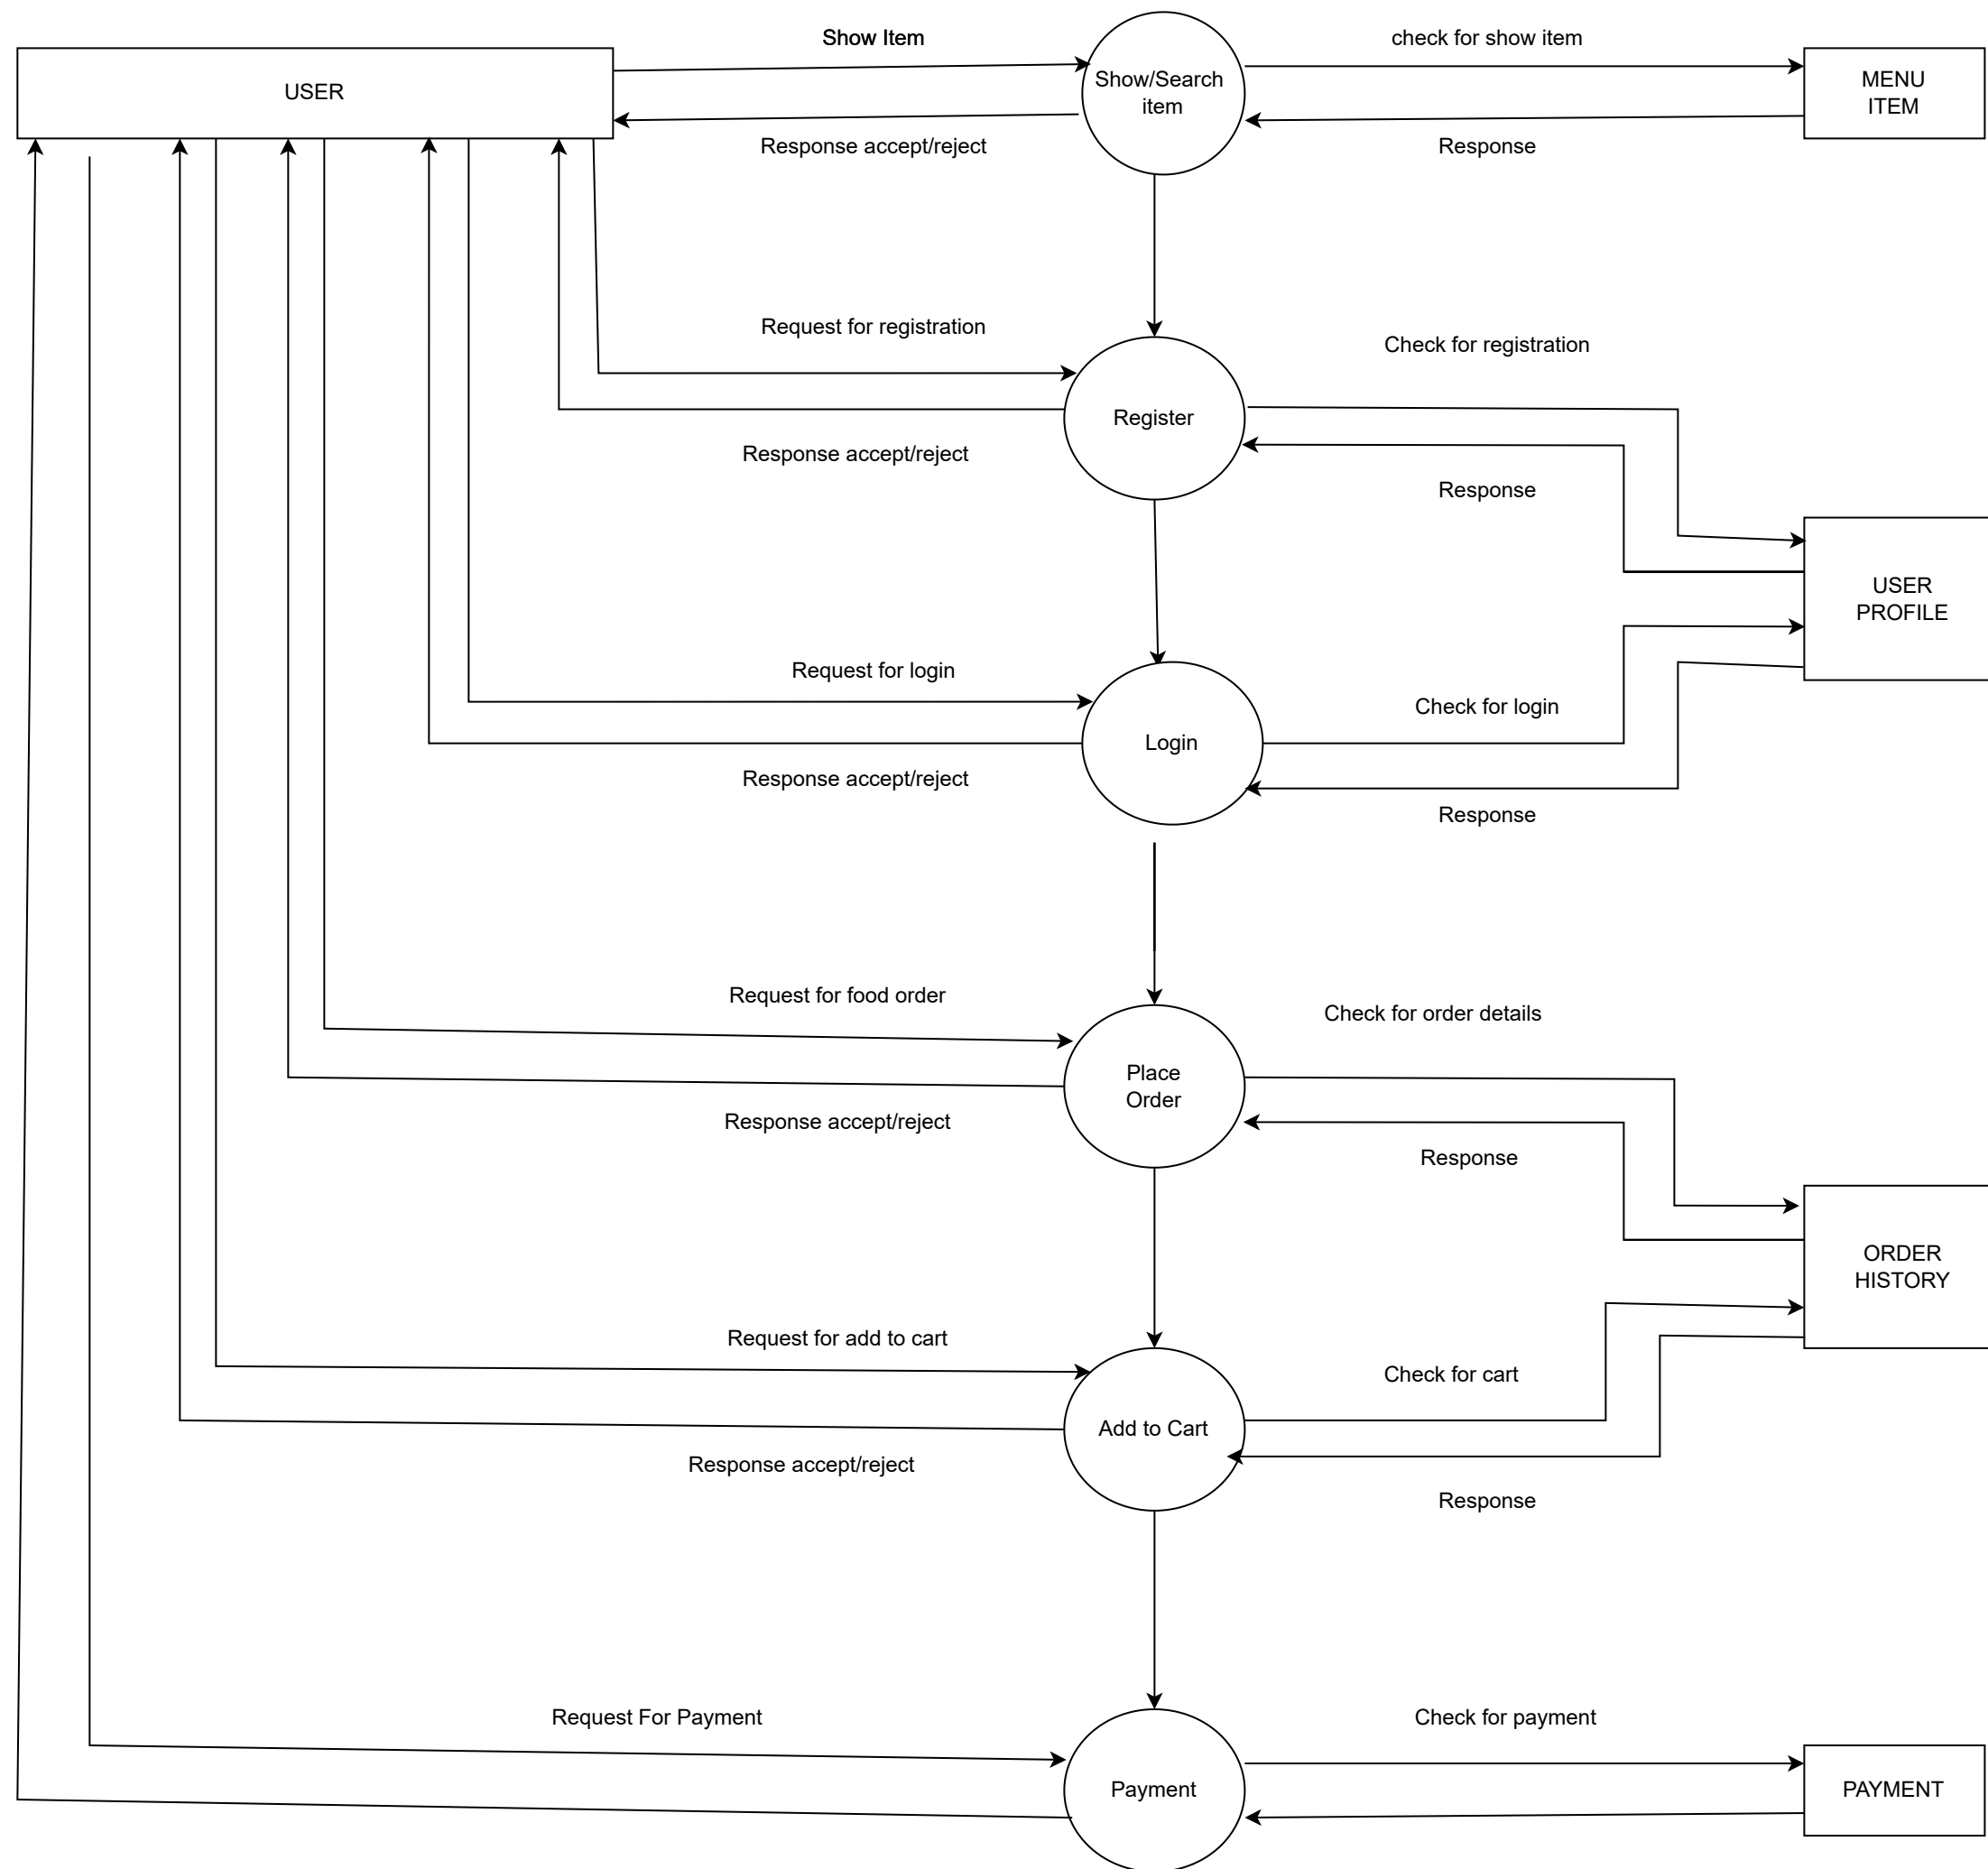 Show Item
check for show item
USER
Show/Search
item
MENU
ITEM
Response accept/reject
Response
Request for registration
Check for registration
Register
Response accept/reject
Response
USER
PROFILE
Request for login
Check for login
Login
Response accept/reject
Response
Request for food order
Check for order details
Place
Order
Response accept/reject
Response
ORDER
HISTORY
Request for add to cart
Check for cart
Add to Cart
Response accept/reject
Response
Request For Payment
Check for payment
Payment
PAYMENT